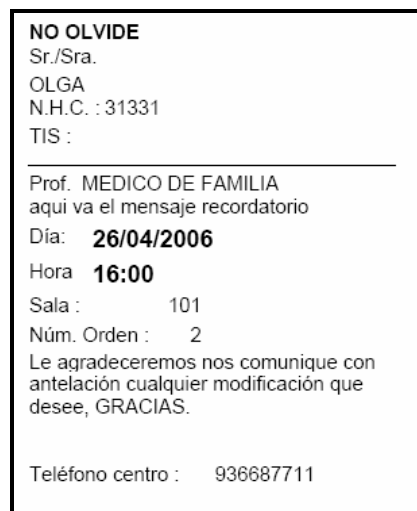 NO OLVIDE
Sr./Sra.
OLGA
N.H.C. : 31331
TIS :
Prof. MEDICO DE FAMILIA
aqui va el mensaje recordatorio
Día: 26/04/2006
Hora 16:00
Sala : 101
Núm. Orden : 2
Le agradeceremos nos comunique con
antelación cualquier modificación que
desee, GRACIAS.
Teléfono centro : 936687711